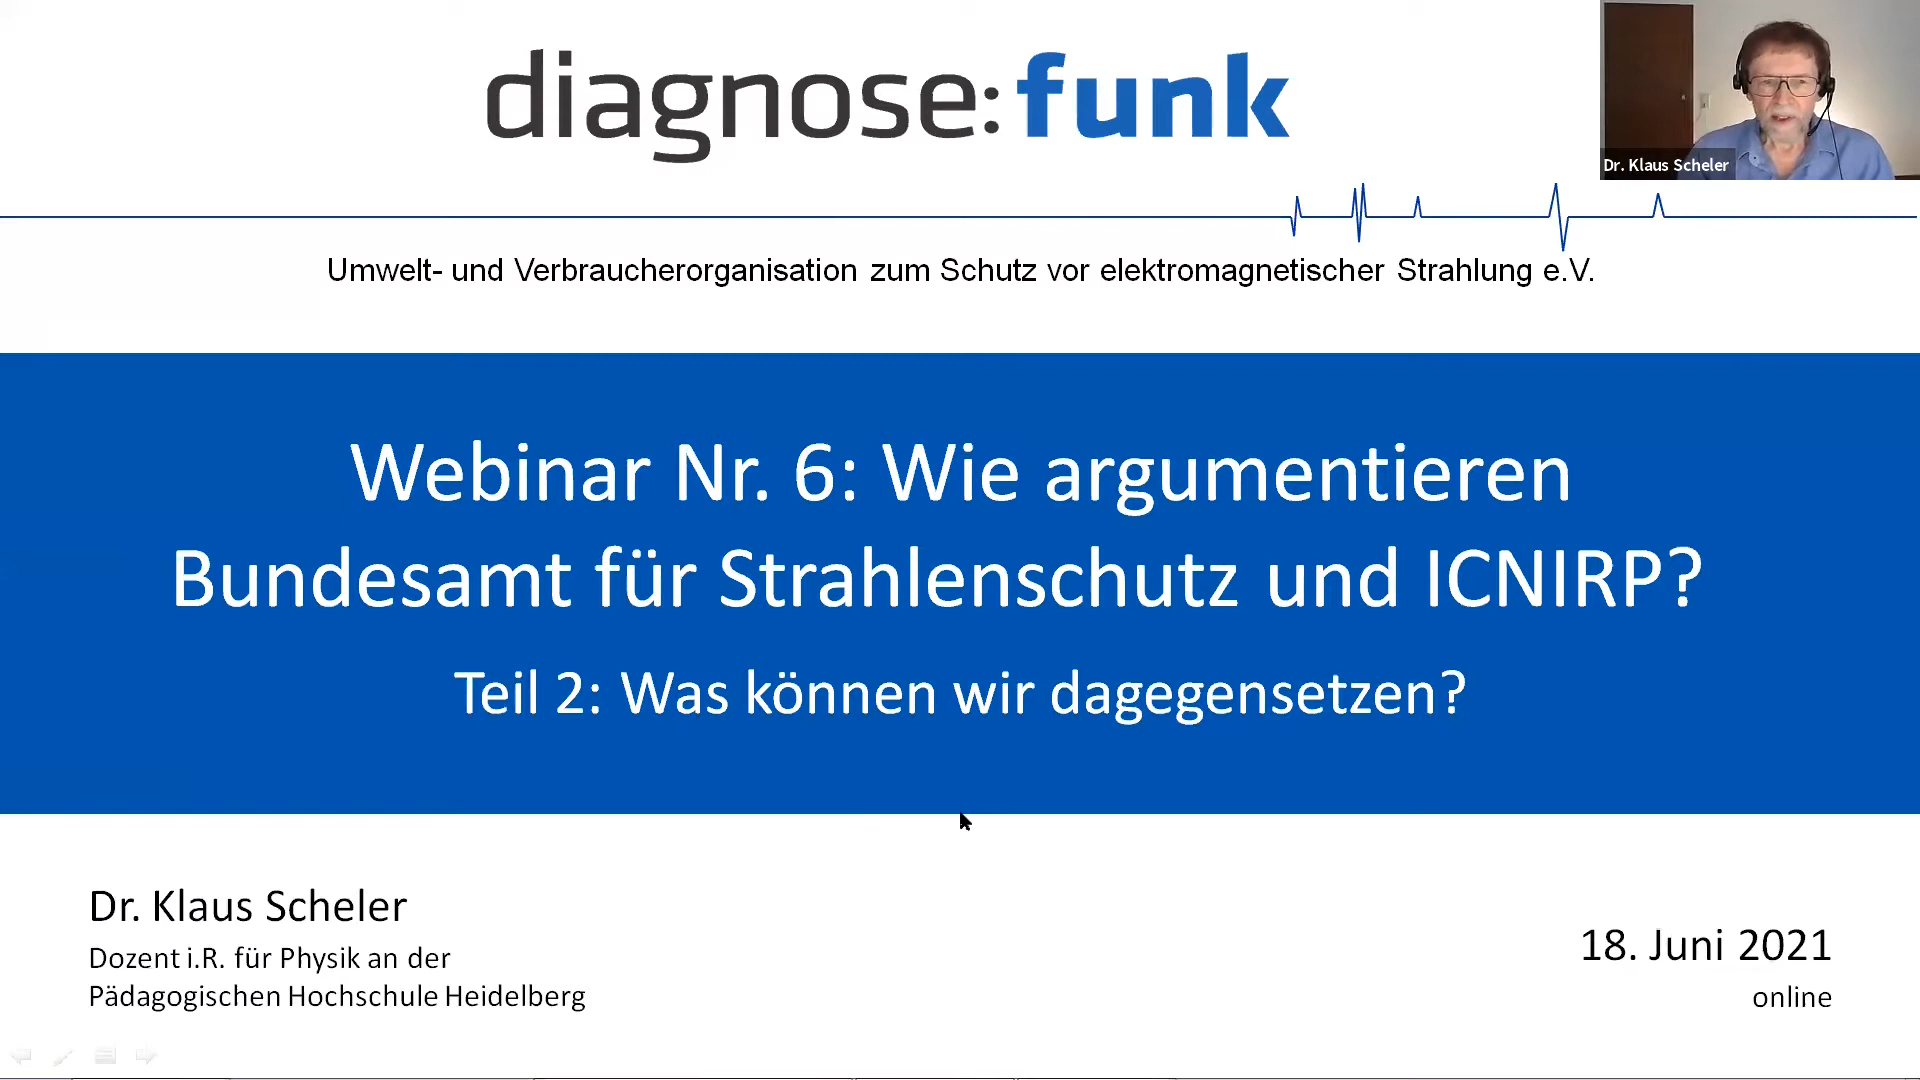 diagnose:funk
Dr. Klaus Scheler
Umwelt- und Verbraucherorganisation zum Schutz vor elektromagnetischer Strahlung e.V.
Webinar Nr. 6: Wie argumentieren
Bundesamt für Strahlenschutz und ICNIRP?
Teil 2: Was können wir dagegensetzen?
Dr. Klaus Scheler
Dozent i.R. für Physik an der
Pädagogischen Hochschule Heidelberg
18. Juni 2021
online